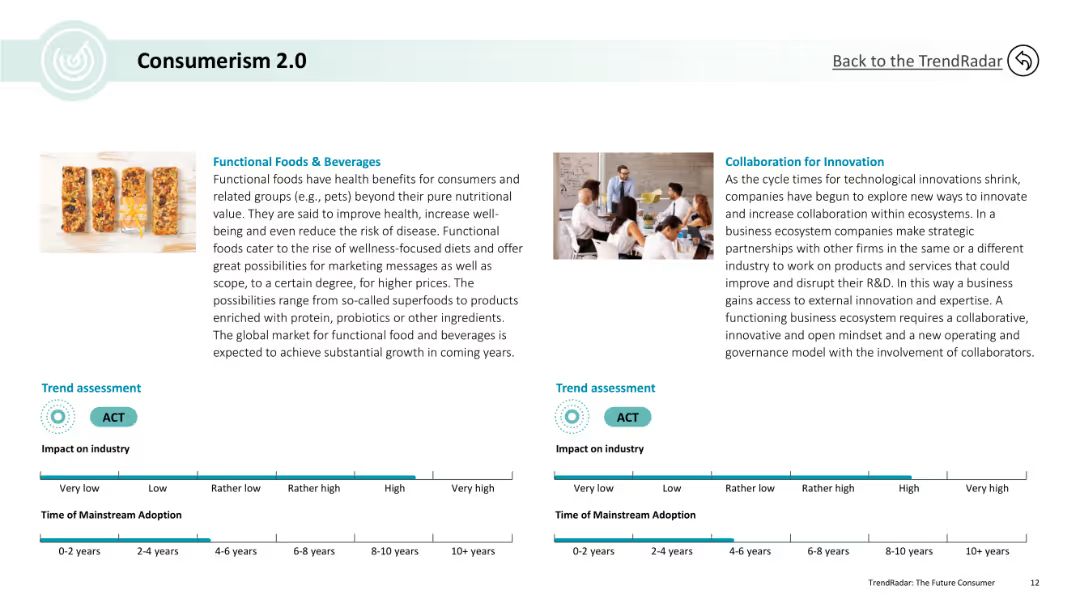 Consumerism 2.0
Back to the TrendRadar
Functional Foods & Beverages
Functional foods have health benefits for consumers and
related groups (e.g., pets) beyond their pure nutritional
value. They are said to improve health, increase well-
being and even reduce the risk of disease. Functional
foods cater to the rise of wellness-focused diets and offer
great possibilities for marketing messages as well as
scope, to a certain degree, for higher prices. The
possibilities range from so-called superfoods to products
enriched with protein, probiotics or other ingredients.
The global market for functional food and beverages is
expected to achieve substantial growth in coming years.
Trend assessment
ACT
Impact on industry
Very low Low Rather low Rather high High Very high
Time of Mainstream Adoption
0-2 years 2-4 years 4-6 years 6-8 years 8-10 years 10+ years
Collaboration for Innovation
As the cycle times for technological innovations shrink,
companies have begun to explore new ways to innovate
and increase collaboration within ecosystems. In a
business ecosystem companies make strategic
partnerships with other firms in the same or a different
industry to work on products and services that could
improve and disrupt their R&D. In this way a business
gains access to external innovation and expertise. A
functioning business ecosystem requires a collaborative,
innovative and open mindset and a new operating and
governance model with the involvement of collaborators.
Trend assessment
ACT
Impact on industry
Very low Low Rather low Rather high High Very high
Time of Mainstream Adoption
0-2 years 2-4 years 4-6 years 6-8 years 8-10 years 10+ years
TrendRadar: The Future Consumer 12